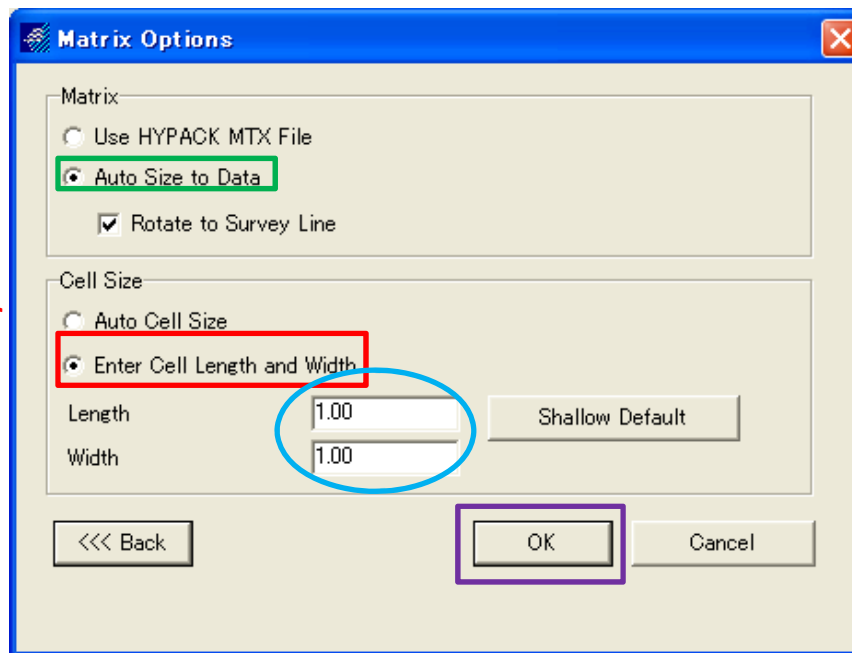 Matrix Options
Matrix
Use HYPACK MTX File
Auto Size to Data
Rotate to Survey Line
Cell Size
Auto Cell Size
Enter Cell Length and Width
Length 1.00 Shallow Default
Width 1.00
<<< Back OK Cancel